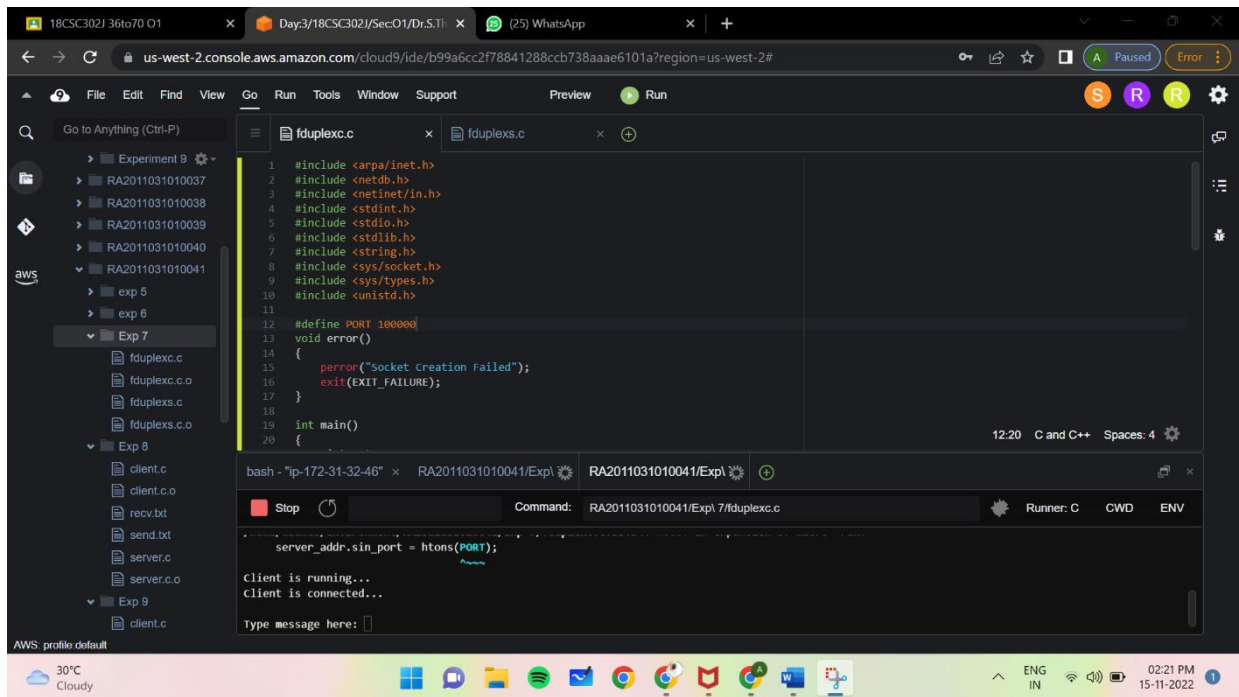 18CSC302J 36to70 O1
Day:3/18CSC302J/Sec:O1/Dr.S.Th
(25) WhatsApp
us-west-2.console.aws.amazon.com/cloud9/ide/b99a6cc2f78841288ccb738aaae6101a?region=us-west-2#
A Paused
Error
File Edit Find View Go Run Tools Window Support Preview Run
S R R
Go to Anything (Ctrl-P)
fduplexc.c
fduplexs.c
aws
Experiment 9
RA2011031010037
RA2011031010038
RA2011031010039
RA2011031010040
RA2011031010041
exp 5
exp 6
Exp 7
fduplexc.c
fduplexc.c.o
fduplexs.c
fduplexs.c.o
Exp 8
client.c
client.c.o
recv.txt
send.txt
server.c
server.c.o
Exp 9
client.c
1 #include <arpa/inet.h>
2 #include <netdb.h>
3 #include <netinet/in.h>
4 #include <stdint.h>
5 #include <stdio.h>
6 #include <stdlib.h>
7 #include <string.h>
8 #include <sys/socket.h>
9 #include <sys/types.h>
10 #include <unistd.h>
11
12 #define PORT 100000
13 void error()
14 {
15 perror("Socket Creation Failed");
16 exit(EXIT_FAILURE);
17 }
18
19 int main()
20 {
12:20 C and C++ Spaces: 4
bash - "ip-172-31-32-46"
RA2011031010041/Exp\
RA2011031010041/Exp\
Stop
Command: RA2011031010041/Exp\ 7/fduplexc.c
Runner: C CWD ENV
server_addr.sin_port = htons(PORT);
^~~~
Client is running...
Client is connected...
Type message here:
AWS: profile:default
30°C
Cloudy
ENG
IN
02:21 PM
15-11-2022
1